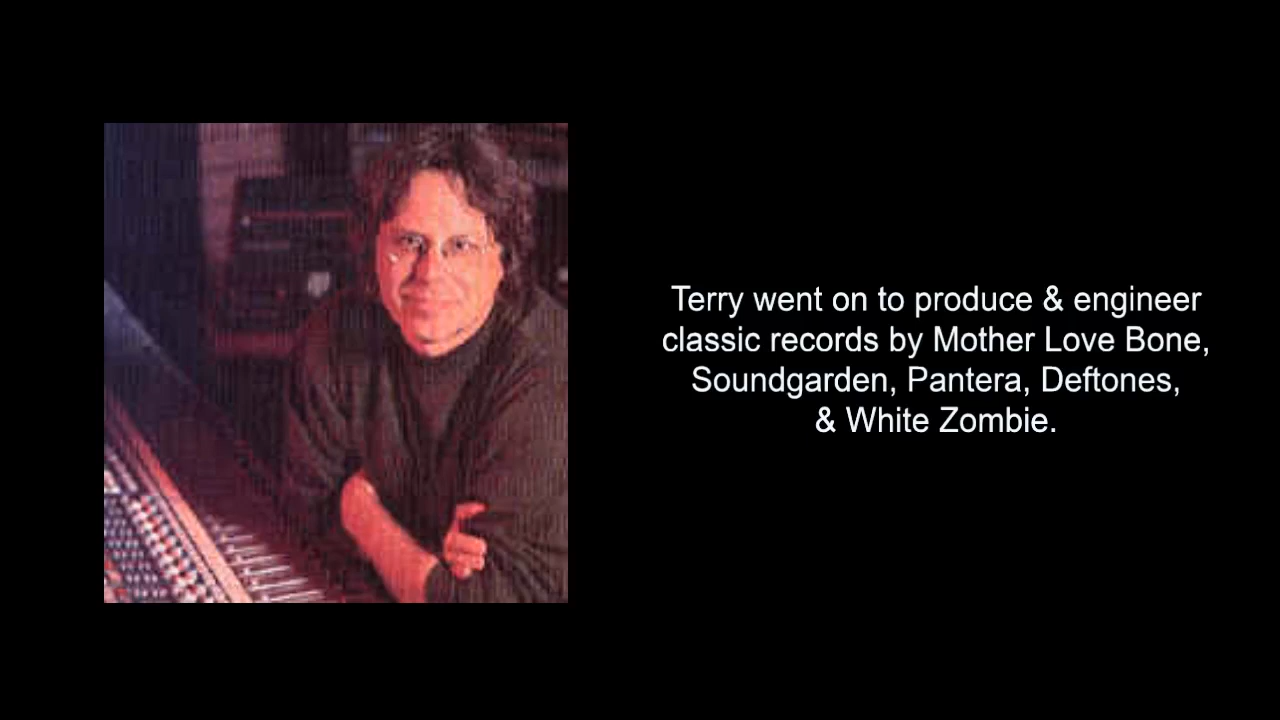 Terry went on to produce & engineer
classic records by Mother Love Bone,
Soundgarden, Pantera, Deftones,
& White Zombie.